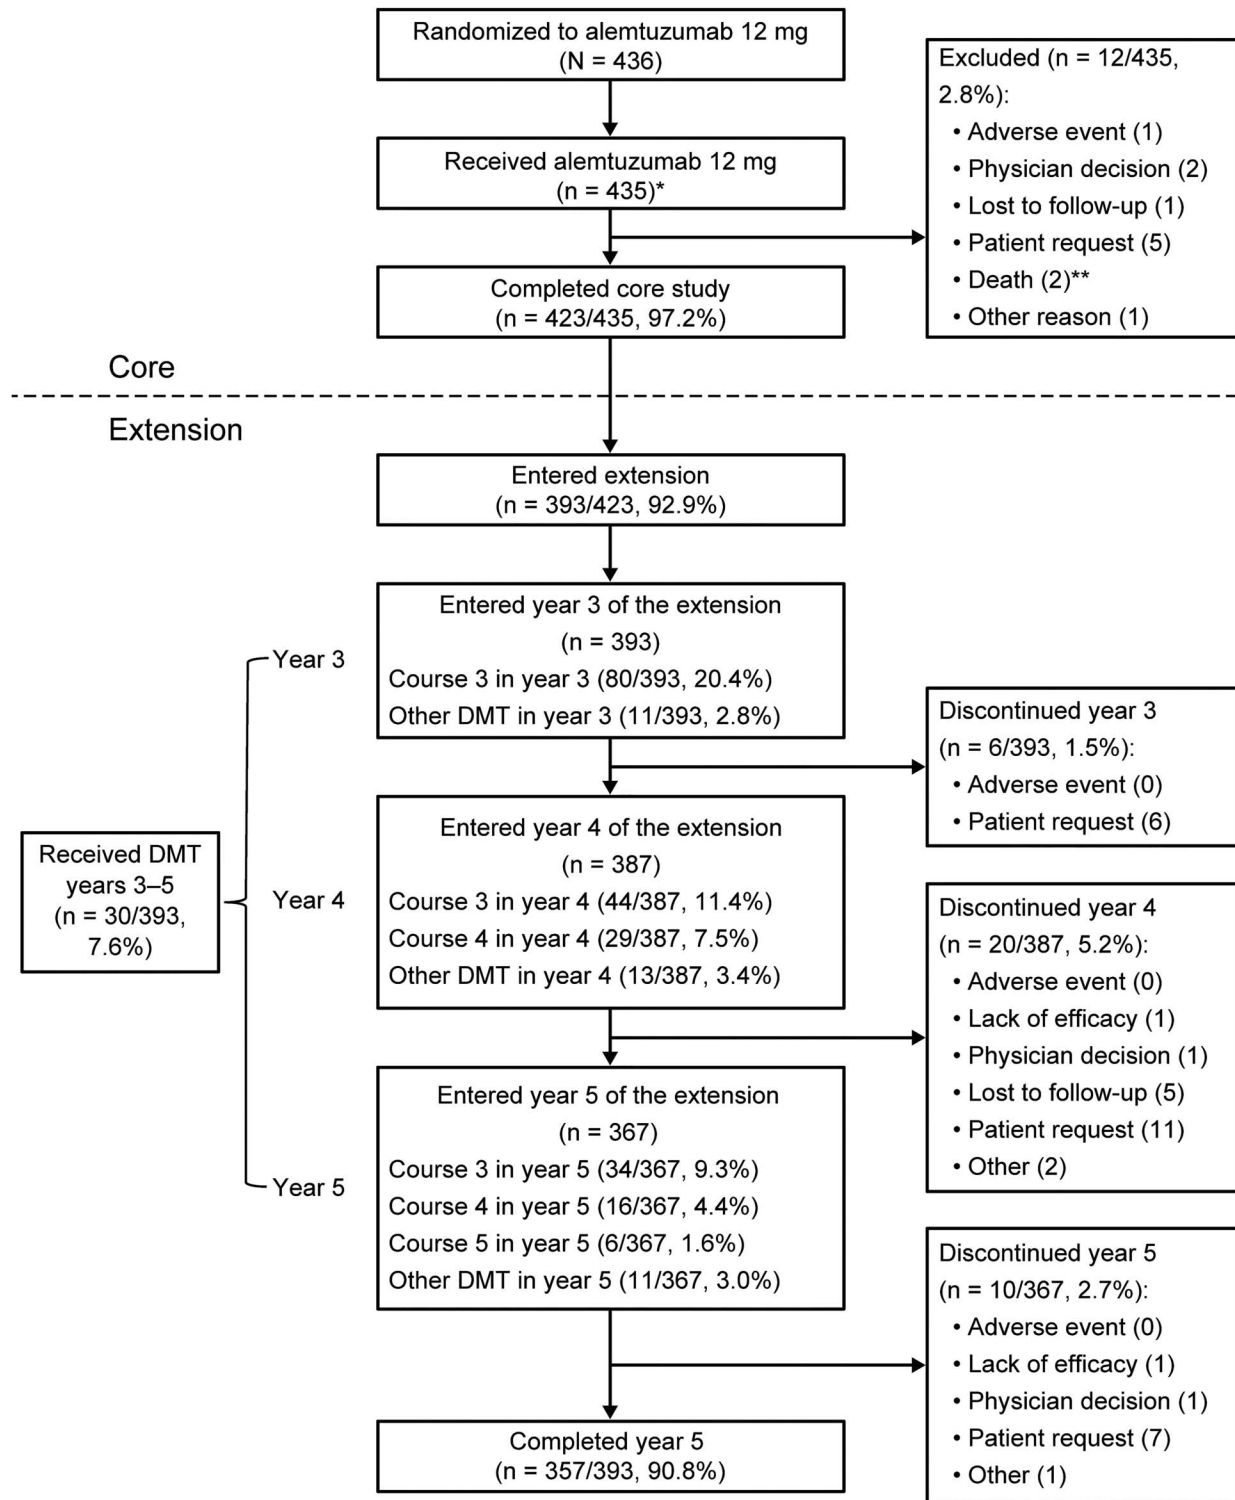 Randomized to alemtuzumab 12 mg
(N = 436)
Received alemtuzumab 12 mg
(n = 435)*
Excluded (n = 12/435,
2.8%):
• Adverse event (1)
• Physician decision (2)
• Lost to follow-up (1)
• Patient request (5)
• Death (2)**
• Other reason (1)
Completed core study
(n = 423/435, 97.2%)
Core
Extension
Entered extension
(n = 393/423, 92.9%)
Received DMT
years 3–5
(n = 30/393,
7.6%)
Year 3
Entered year 3 of the extension
(n = 393)
Course 3 in year 3 (80/393, 20.4%)
Other DMT in year 3 (11/393, 2.8%)
Discontinued year 3
(n = 6/393, 1.5%):
• Adverse event (0)
• Patient request (6)
Year 4
Entered year 4 of the extension
(n = 387)
Course 3 in year 4 (44/387, 11.4%)
Course 4 in year 4 (29/387, 7.5%)
Other DMT in year 4 (13/387, 3.4%)
Discontinued year 4
(n = 20/387, 5.2%):
• Adverse event (0)
• Lack of efficacy (1)
• Physician decision (1)
• Lost to follow-up (5)
• Patient request (11)
• Other (2)
Year 5
Entered year 5 of the extension
(n = 367)
Course 3 in year 5 (34/367, 9.3%)
Course 4 in year 5 (16/367, 4.4%)
Course 5 in year 5 (6/367, 1.6%)
Other DMT in year 5 (11/367, 3.0%)
Discontinued year 5
(n = 10/367, 2.7%):
• Adverse event (0)
• Lack of efficacy (1)
• Physician decision (1)
• Patient request (7)
• Other (1)
Completed year 5
(n = 357/393, 90.8%)